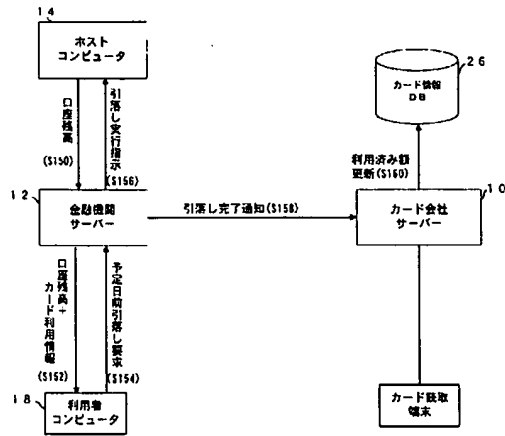 14
ホスト
コンピュータ
26
カード情報
DB
口座残高
(S150)
引落し実行指示
(S156)
利用済み額
更新(S160)
12
金融機関
サーバー
引落し完了通知(S158)
10
カード会社
サーバー
口座残高+
カード利用情報
(S152)
予定日前引落し要求
(S154)
18
利用者
コンピュータ
カード読取
端末